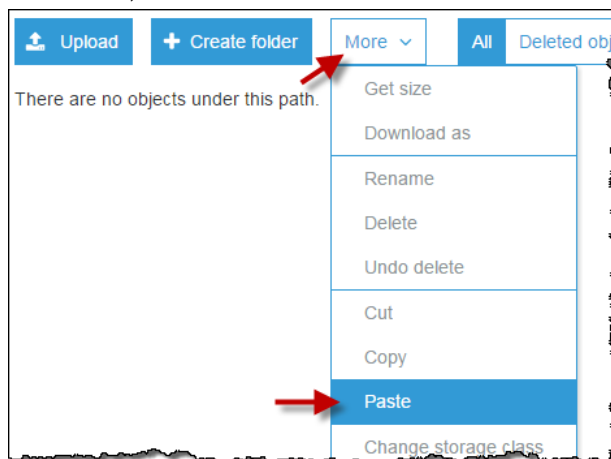 Upload Create folder More All Deleted obj
There are no objects under this path.
Get size
Download as
Rename
Delete
Undo delete
Cut
Copy
Paste
Change storage class